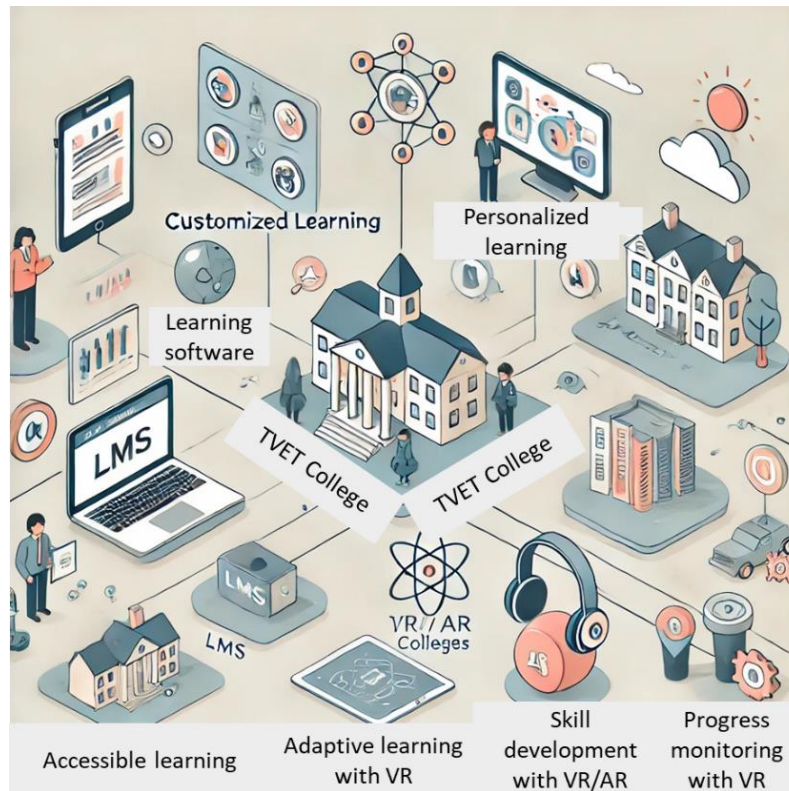 Customized Learning
Personalized
learning
Learning
software
TVET College
TVET College
LMS
LMS
LMS
VR/AR
Colleges
Accessible learning
Adaptive learning
with VR
Skill
development
with VR/AR
Progress
monitoring
with VR